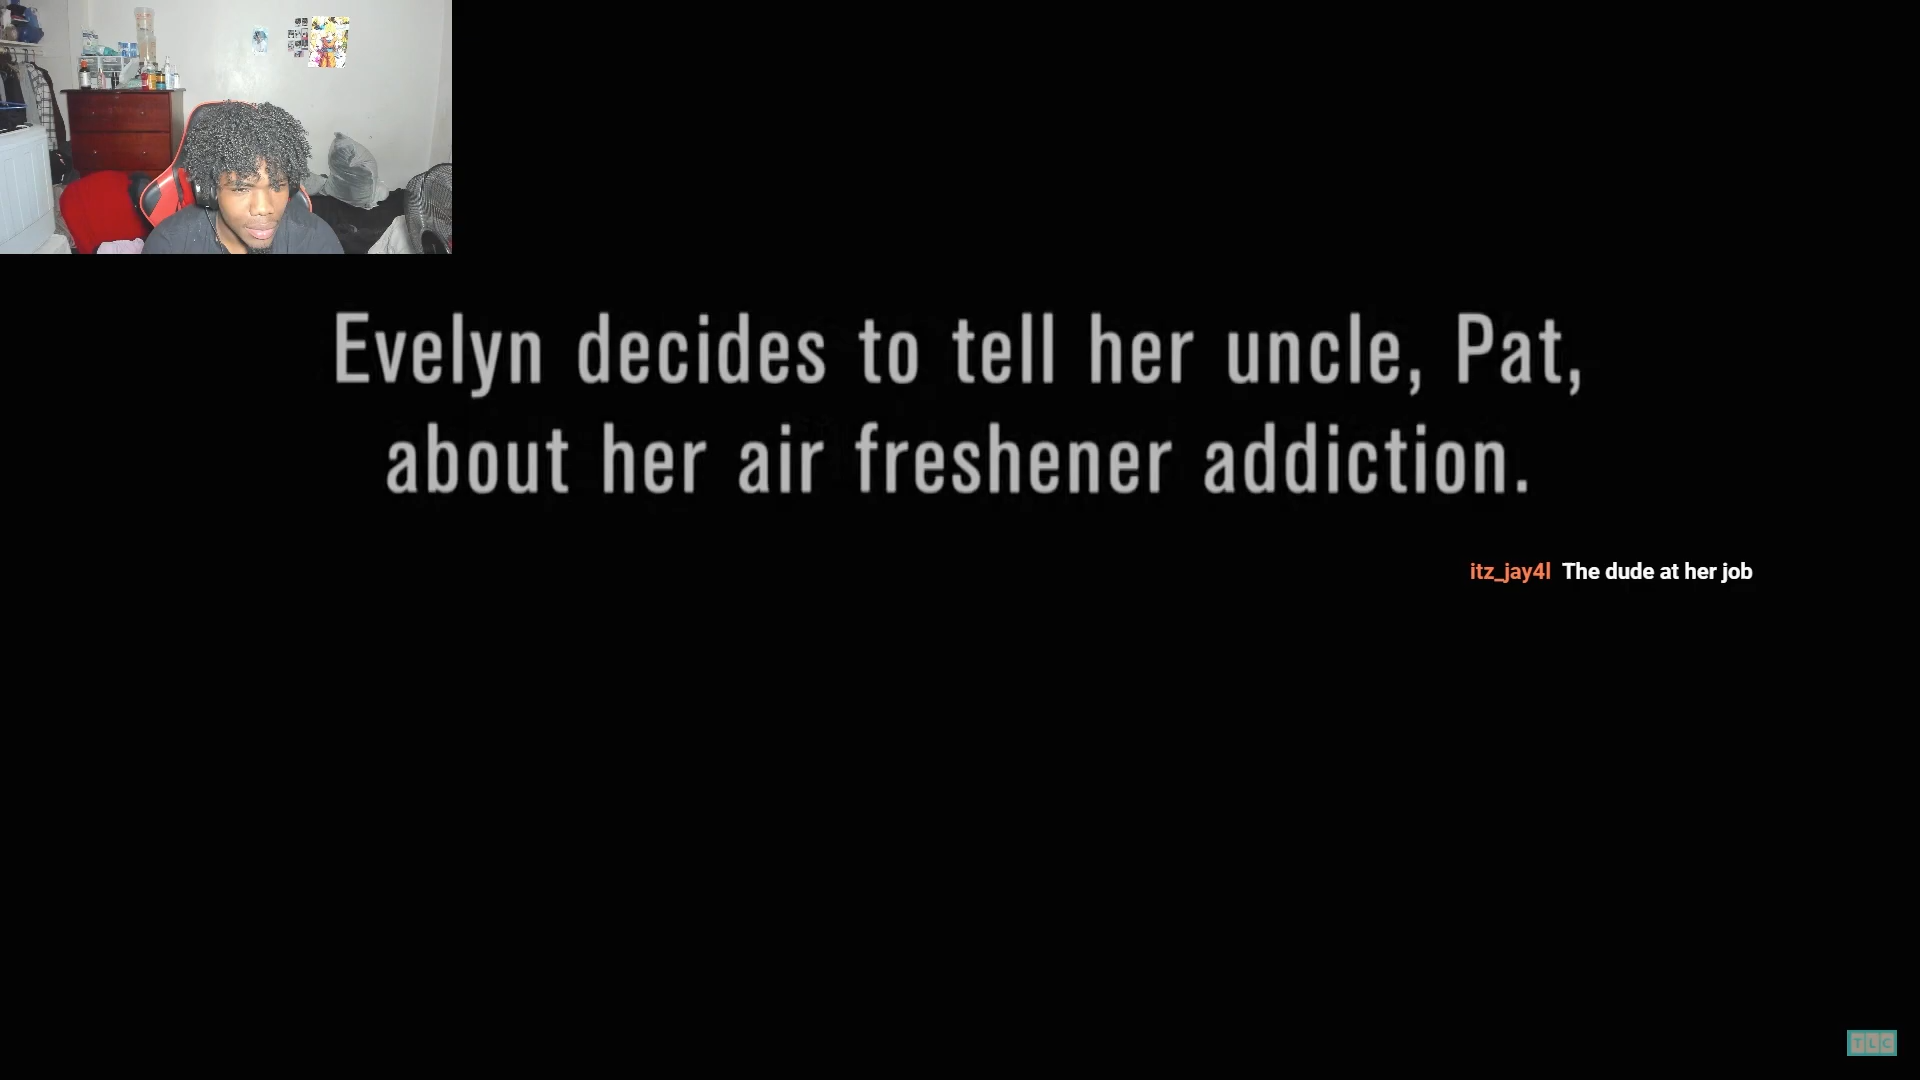 Evelyn decides to tell her uncle, Pat,
about her air freshener addiction.
itz_jay4l The dude at her job
TLC